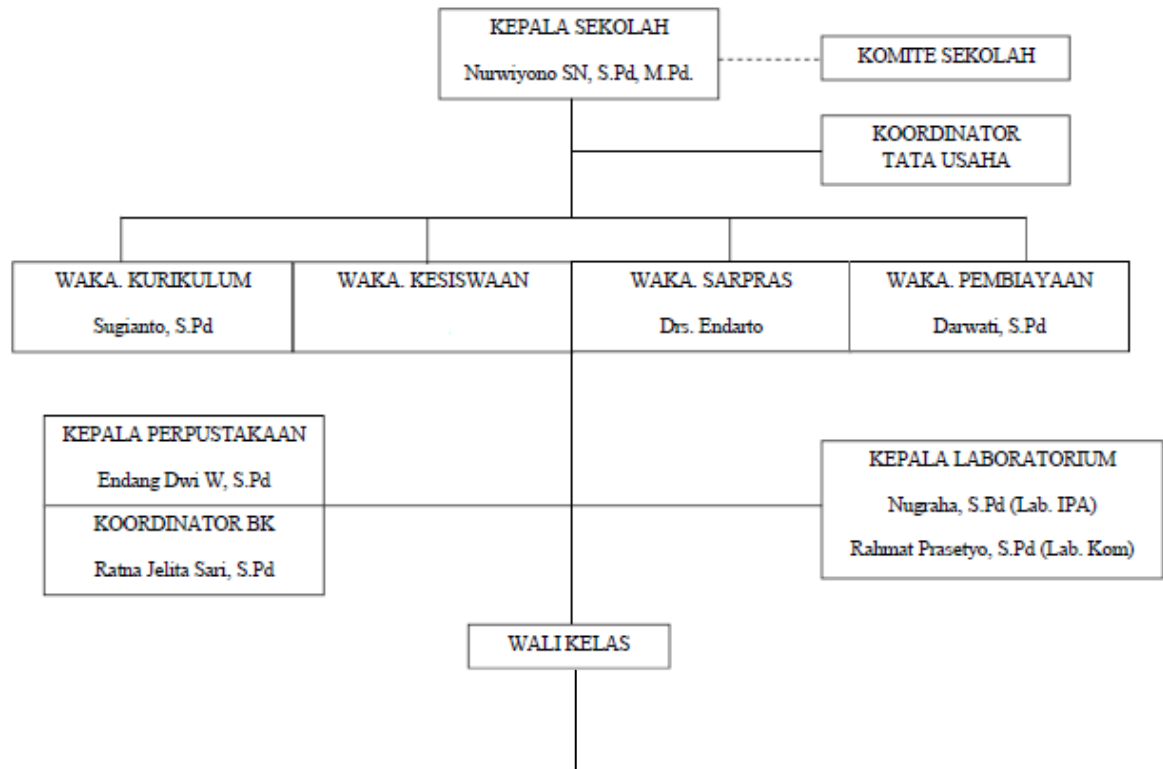 KEPALA SEKOLAH
Nurwiyono SN, S.Pd, M.Pd.
KOMITE SEKOLAH
KOORDINATOR
TATA USAHA
WAKA. KURIKULUM
Sugianto, S.Pd
WAKA. KESISWAAN
WAKA. SARPRAS
Drs. Endarto
WAKA. PEMBIAYAAN
Darwati, S.Pd
KEPALA PERPUSTAKAAN
Endang Dwi W, S.Pd
KOORDINATOR BK
Ratna Jelita Sari, S.Pd
KEPALA LABORATORIUM
Nugraha, S.Pd (Lab. IPA)
Rahmat Prasetyo, S.Pd (Lab. Kom)
WALI KELAS